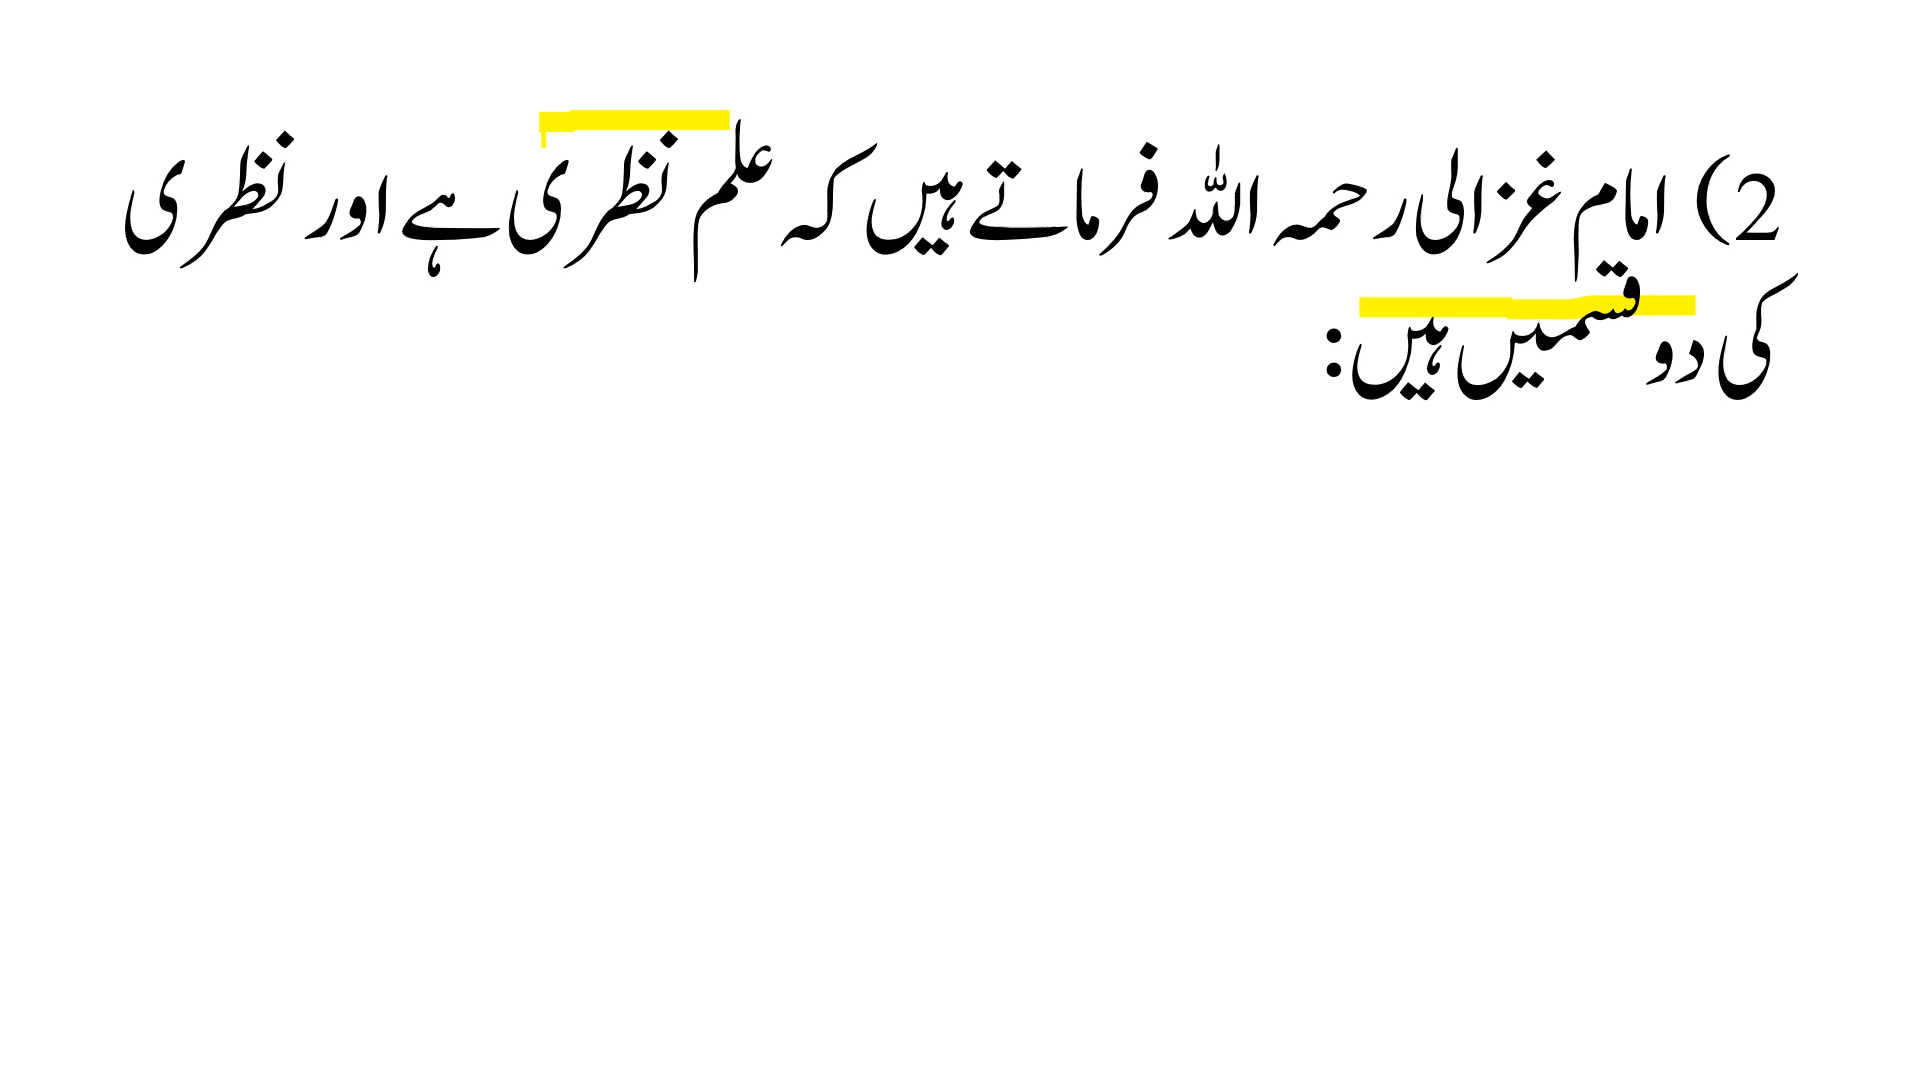 2) امام غزالی رحمہ اللہ فرماتے ہیں کہ علم نظری ہے اور نظری
کی دو قسمیں ہیں: